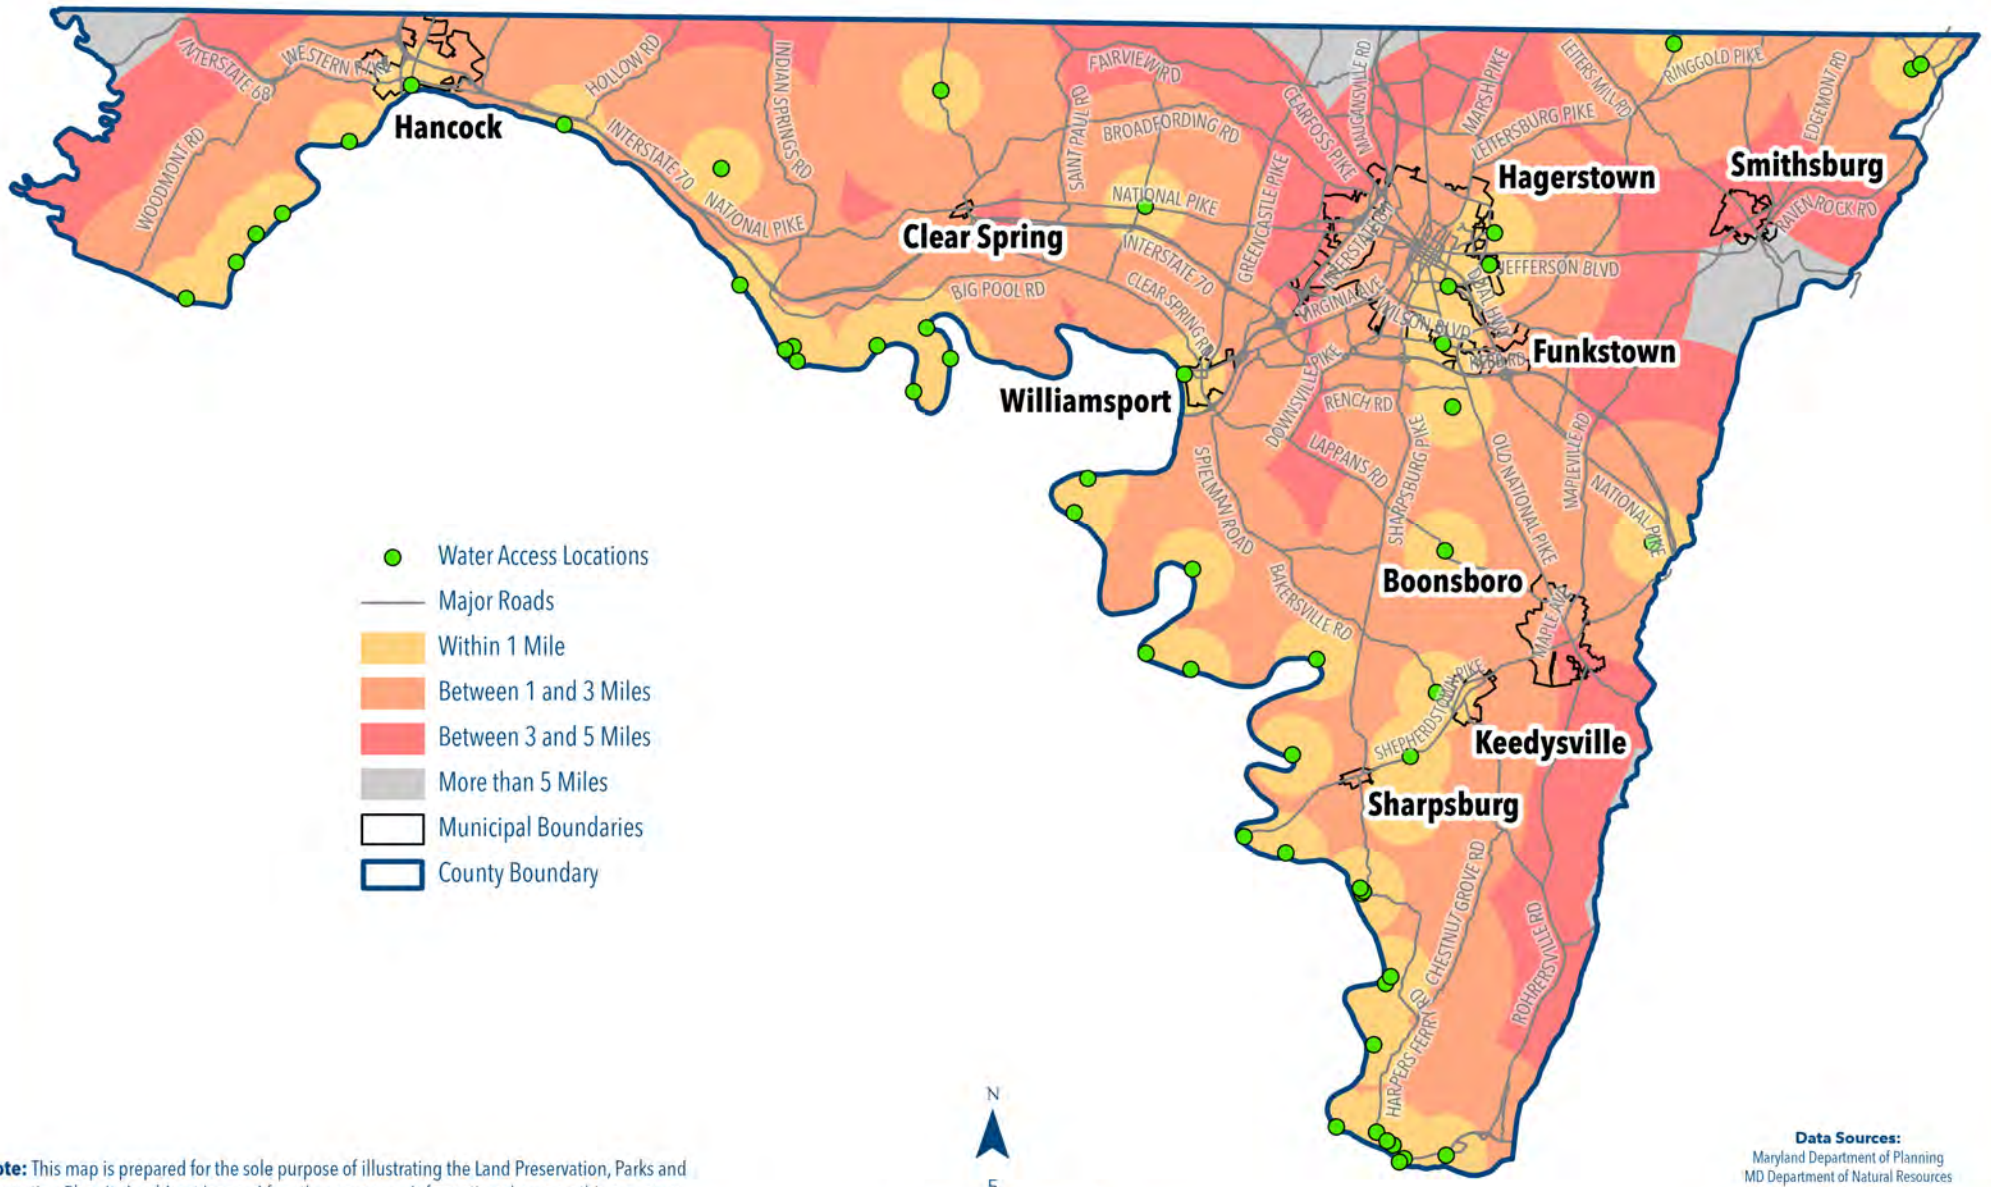 INTERSTATE 68
WESTERN PIKE
HOLLOW RD
INDIAN SPRINGS RD
FAIRVIEW RD
SAINT PAUL RD
BROADFORDING RD
CEARFOSS PIKE
MAUGANSVILLE RD
MARSH PIKE
LEITERS MILL RD
RINGGOLD PIKE
LEITERSBURG PIKE
EDGEMONT RD
Hancock
WOODMONT RD
INTERSTATE 70
NATIONAL PIKE
NATIONAL PIKE
Hagerstown
Smithsburg
RAVEN ROCK RD
Clear Spring
GREENCASTLE PIKE
INTERSTATE 81
INTERSTATE 70
JEFFERSON BLVD
BIG POOL RD
CLEAR SPRING RD
VIRGINIA AVE
WILSON BLVD
DUAL HWY
Funkstown
Williamsport
DOWNSVILLE PIKE
RENCH RD
LAPPANS RD
SHARPSBURG PIKE
OLD NATIONAL PIKE
MAPLEVILLE RD
NATIONAL PIKE
SPIELMAN ROAD
BAKERSVILLE RD
Boonsboro
MAPLE AVE
SHEPHERDSTOWN PIKE
Keedysville
Sharpsburg
CHESTNUT GROVE RD
ROHRERSVILLE RD
HARPERS FERRY RD
Water Access Locations
Major Roads
Within 1 Mile
Between 1 and 3 Miles
Between 3 and 5 Miles
More than 5 Miles
Municipal Boundaries
County Boundary
N
ote: This map is prepared for the sole purpose of illustrating the Land Preservation, Parks and
Data Sources:
Maryland Department of Planning
MD Department of Natural Resources